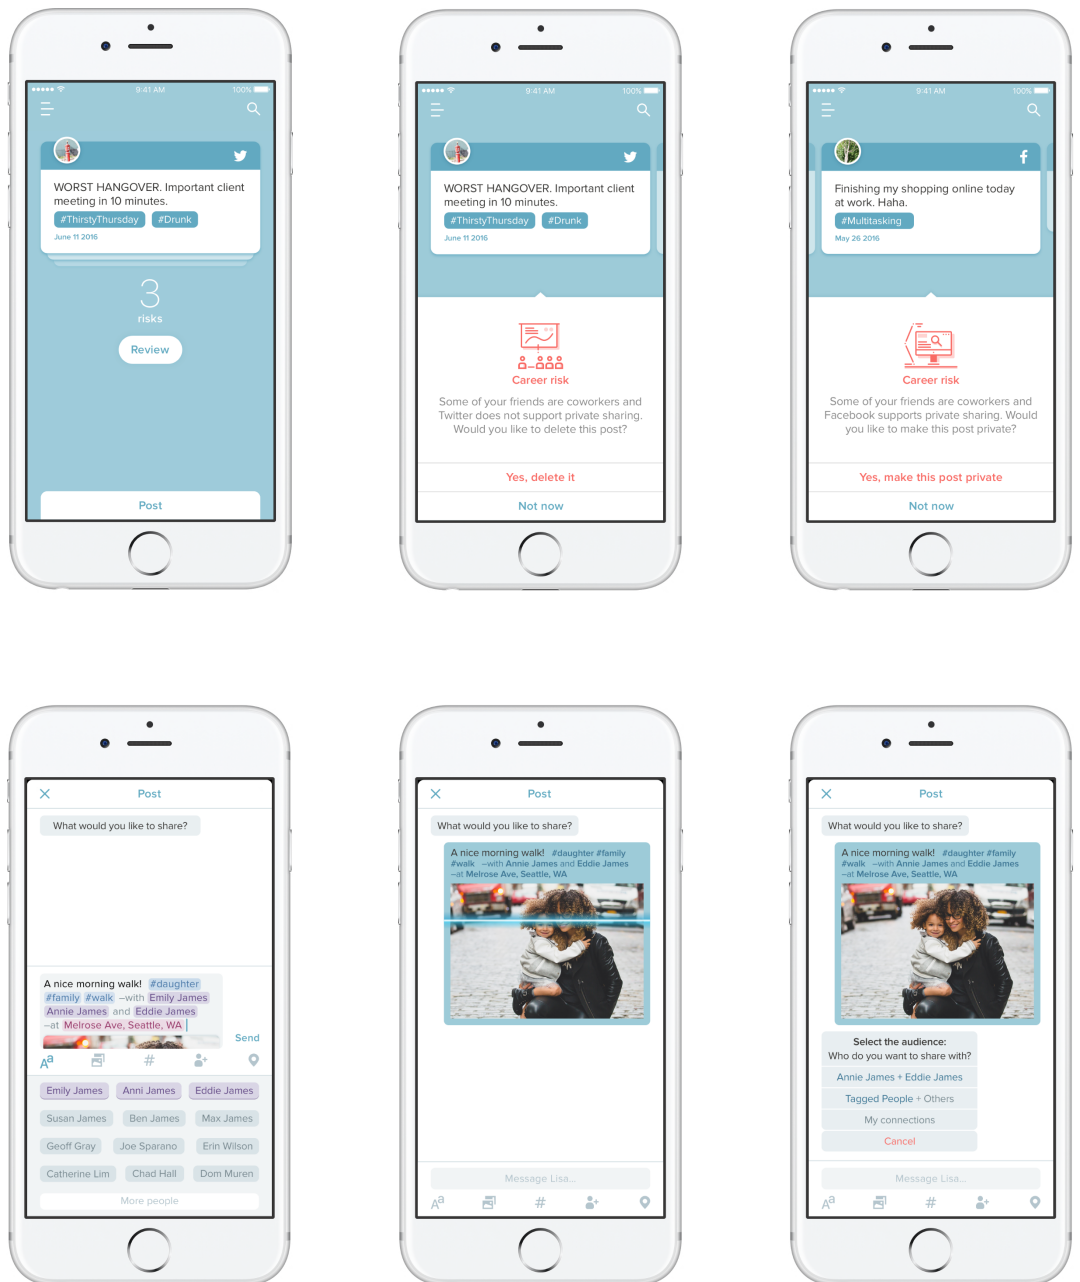 9:41 AM
100%
WORST HANGOVER. Important client
meeting in 10 minutes.
#ThirstyThursday #Drunk
June 11 2016
3
risks
Review
Post
9:41 AM
100%
WORST HANGOVER. Important client
meeting in 10 minutes.
#ThirstyThursday #Drunk
June 11 2016
Career risk
Some of your friends are coworkers and
Twitter does not support private sharing.
Would you like to delete this post?
Yes, delete it
Not now
9:41 AM
100%
Finishing my shopping online today
at work. Haha.
#Multitasking
May 26 2016
Career risk
Some of your friends are coworkers and
Facebook supports private sharing. Would
you like to make this post private?
Yes, make this post private
Not now
Post
What would you like to share?
A nice morning walk! #daughter
#family #walk –with Emily James
Annie James and Eddie James
–at Melrose Ave, Seattle, WA
Send
Aa #
Emily James Anni James Eddie James
Susan James Ben James Max James
Geoff Gray Joe Sparano Erin Wilson
Catherine Lim Chad Hall Dom Muren
More people
Post
What would you like to share?
A nice morning walk! #daughter #family
#walk –with Annie James and Eddie James
–at Melrose Ave, Seattle, WA
Message Lisa...
Aa #
Post
What would you like to share?
A nice morning walk! #daughter #family
#walk –with Annie James and Eddie James
–at Melrose Ave, Seattle, WA
Select the audience:
Who do you want to share with?
Annie James + Eddie James
Tagged People + Others
My connections
Cancel
Message Lisa...
Aa #